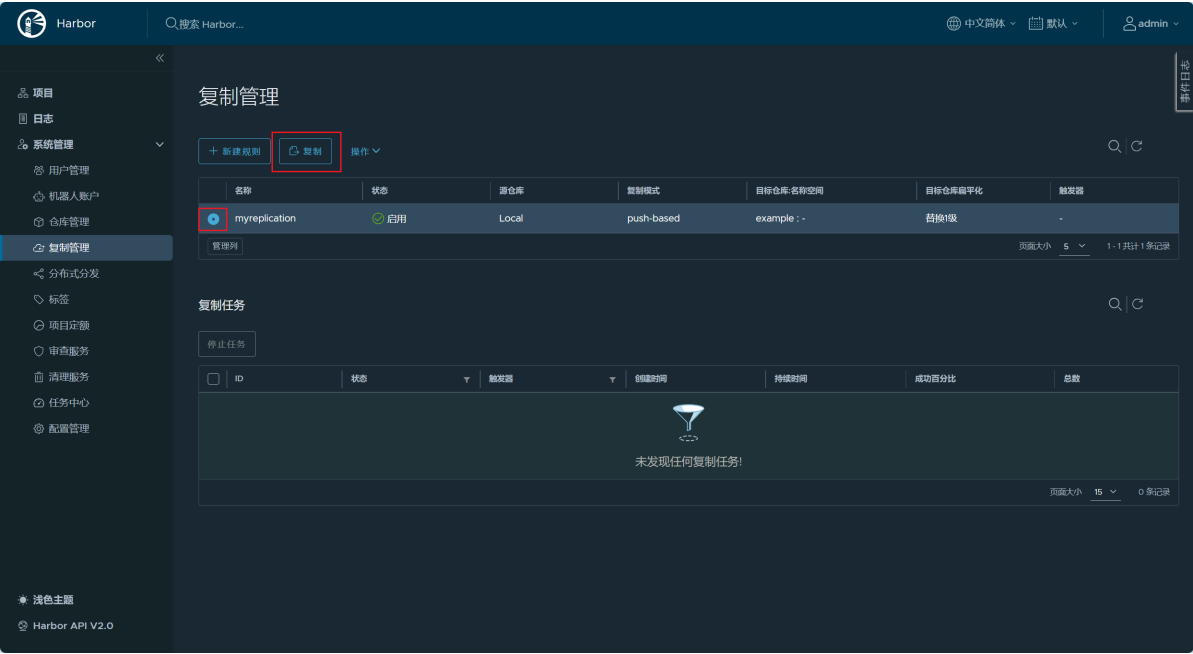 Harbor
搜索 Harbor...
中文简体
默认
admin
事件日志
项目
日志
系统管理
用户管理
机器人账户
仓库管理
复制管理
分布式分发
标签
项目定额
审查服务
清理服务
任务中心
配置管理
浅色主题
Harbor API V2.0
复制管理
+ 新建规则 复制 操作
名称 状态 源仓库 复制模式 目标仓库:名称空间 目标仓库扁平化 触发器
myreplication 启用 Local push-based example : - 替换1级 -
管理列 页面大小 5 1 - 1 共计 1 条记录
复制任务
停止任务
ID 状态 触发器 创建时间 持续时间 成功百分比 总数
未发现任何复制任务!
页面大小 15 0 条记录